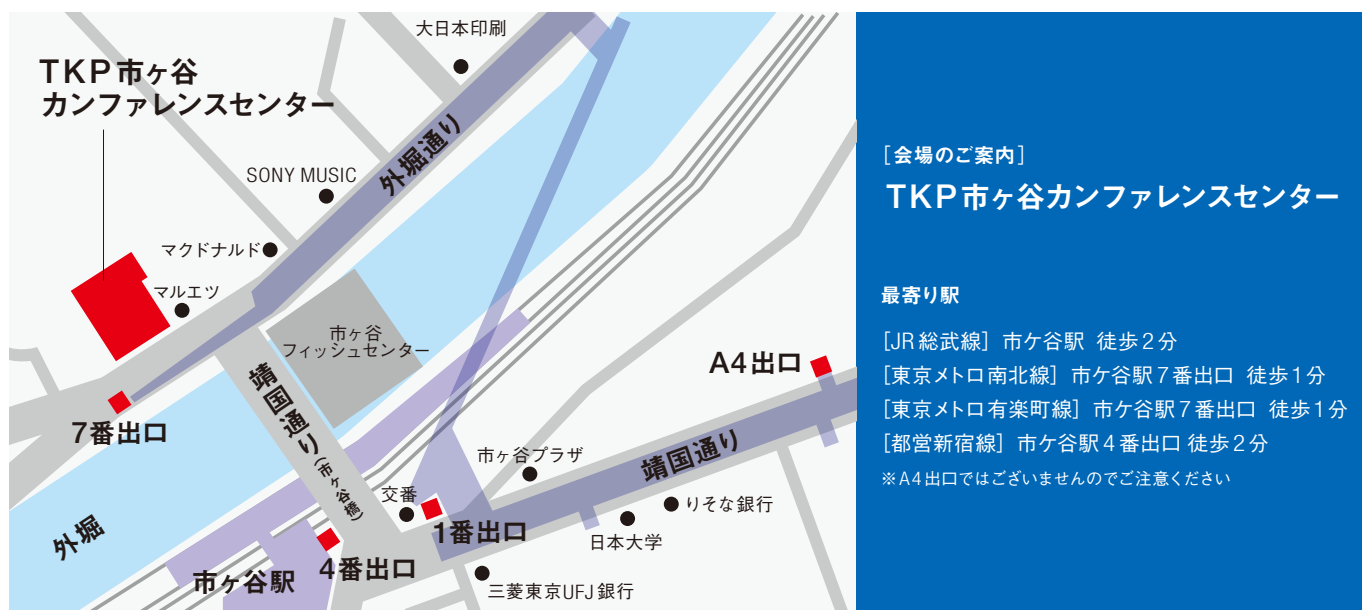 大日本印刷
TKP市ヶ谷
カンファレンスセンター
外堀通り
SONY MUSIC
マクドナルド
マルエツ
市ヶ谷
フィッシュセンター
A4出口
7番出口
靖国通り(市ヶ谷橋)
市ヶ谷プラザ
靖国通り
交番
りそな銀行
1番出口
日本大学
外堀
4番出口
市ヶ谷駅
三菱東京UFJ銀行
[会場のご案内]
TKP市ヶ谷カンファレンスセンター
最寄り駅
[JR総武線] 市ケ谷駅 徒歩2分
[東京メトロ南北線] 市ケ谷駅7番出口 徒歩1分
[東京メトロ有楽町線] 市ケ谷駅7番出口 徒歩1分
[都営新宿線] 市ケ谷駅4番出口 徒歩2分
※A4出口ではございませんのでご注意ください